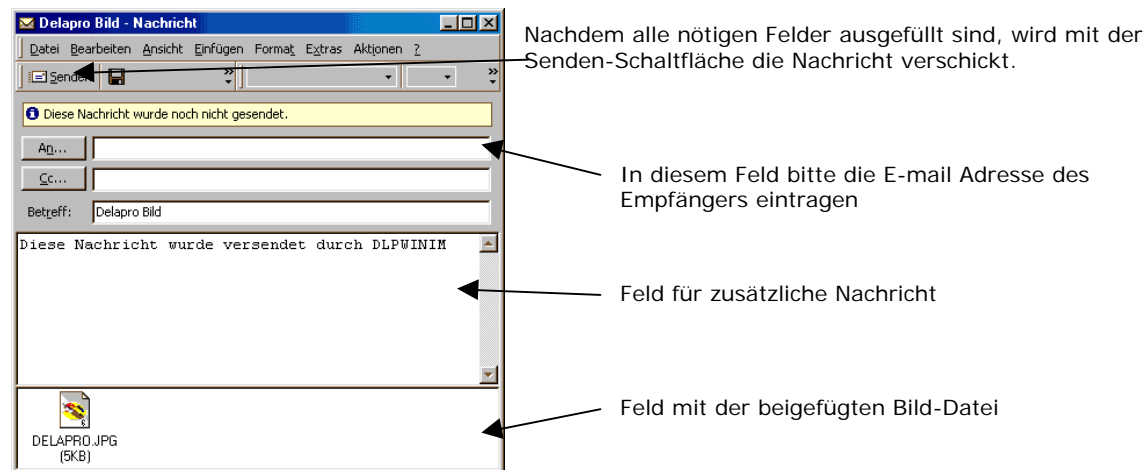 Delapro Bild - Nachricht
Datei Bearbeiten Ansicht Einfügen Format Extras Aktionen ?
Senden
Diese Nachricht wurde noch nicht gesendet.
An...
Cc...
Betreff: Delapro Bild
Diese Nachricht wurde versendet durch DLPWINIM
DELAPRO.JPG
(5KB)
Nachdem alle nötigen Felder ausgefüllt sind, wird mit der
Senden-Schaltfläche die Nachricht verschickt.
In diesem Feld bitte die E-mail Adresse des
Empfängers eintragen
Feld für zusätzliche Nachricht
Feld mit der beigefügten Bild-Datei